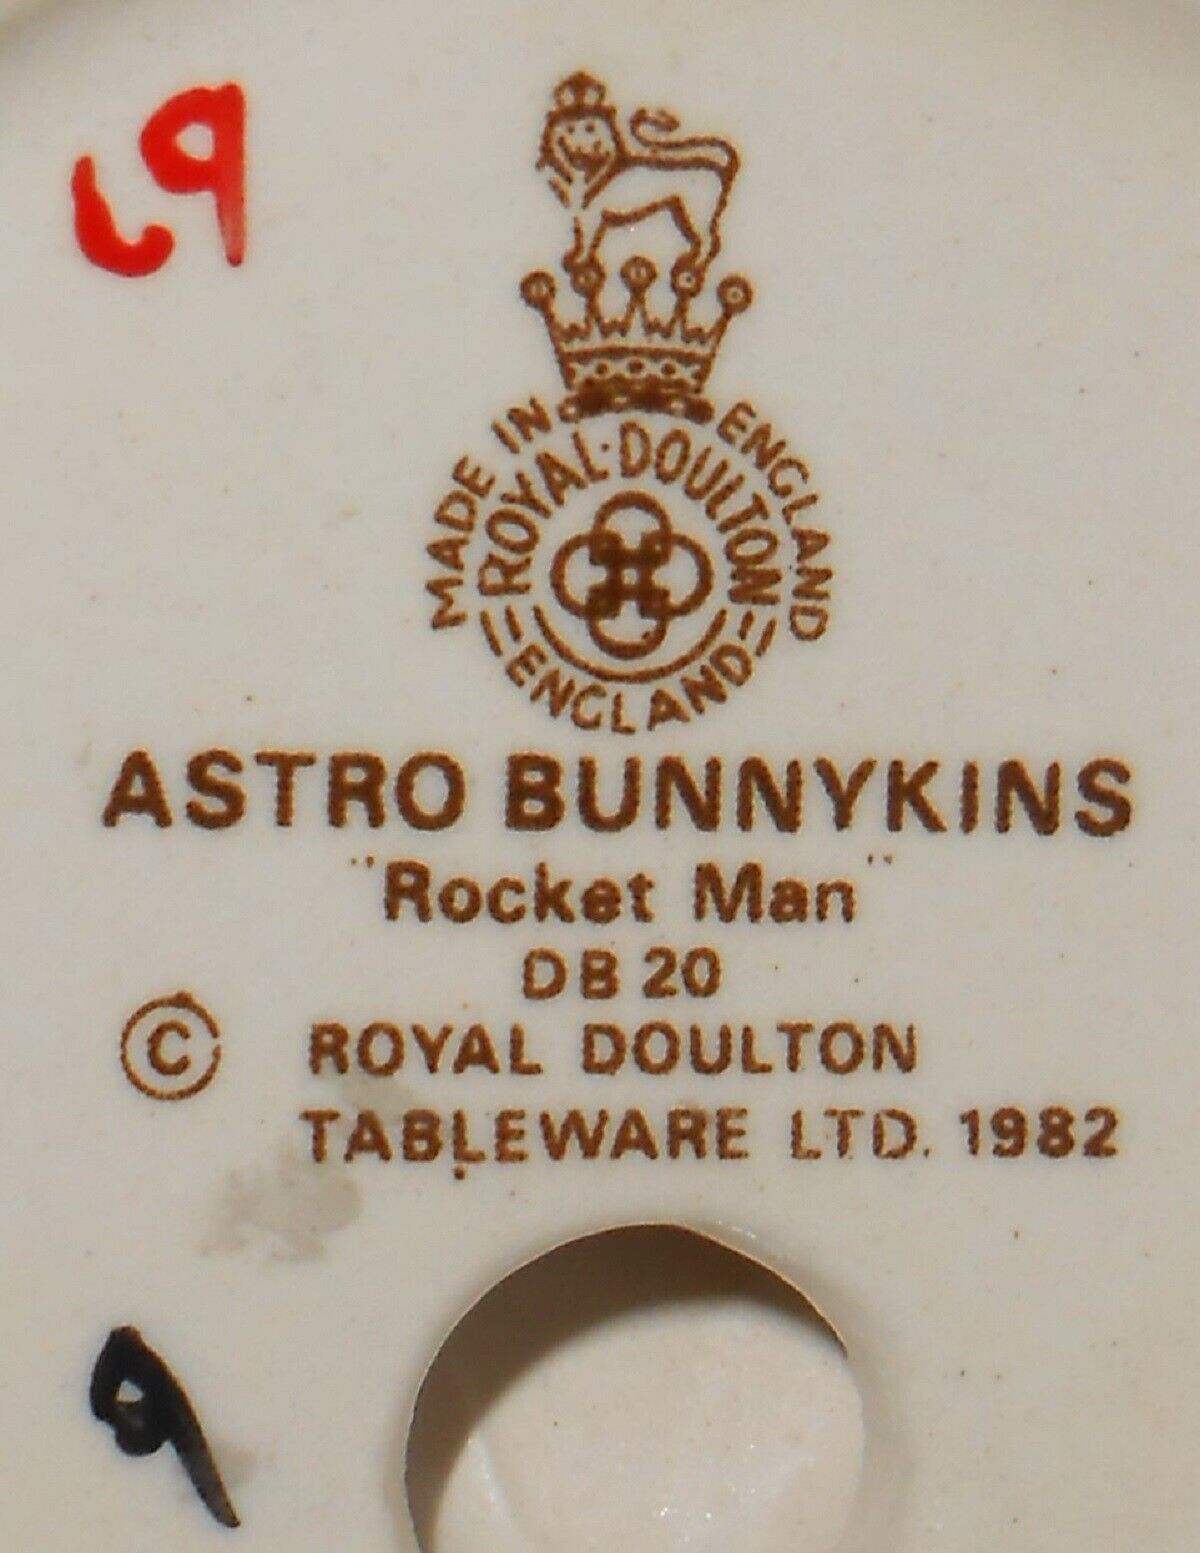 MADE IN ENGLAND
ROYAL·DOULTON
ENGLAND
ASTRO BUNNYKINS
"Rocket Man"
DB 20
© ROYAL DOULTON
TABLEWARE LTD. 1982